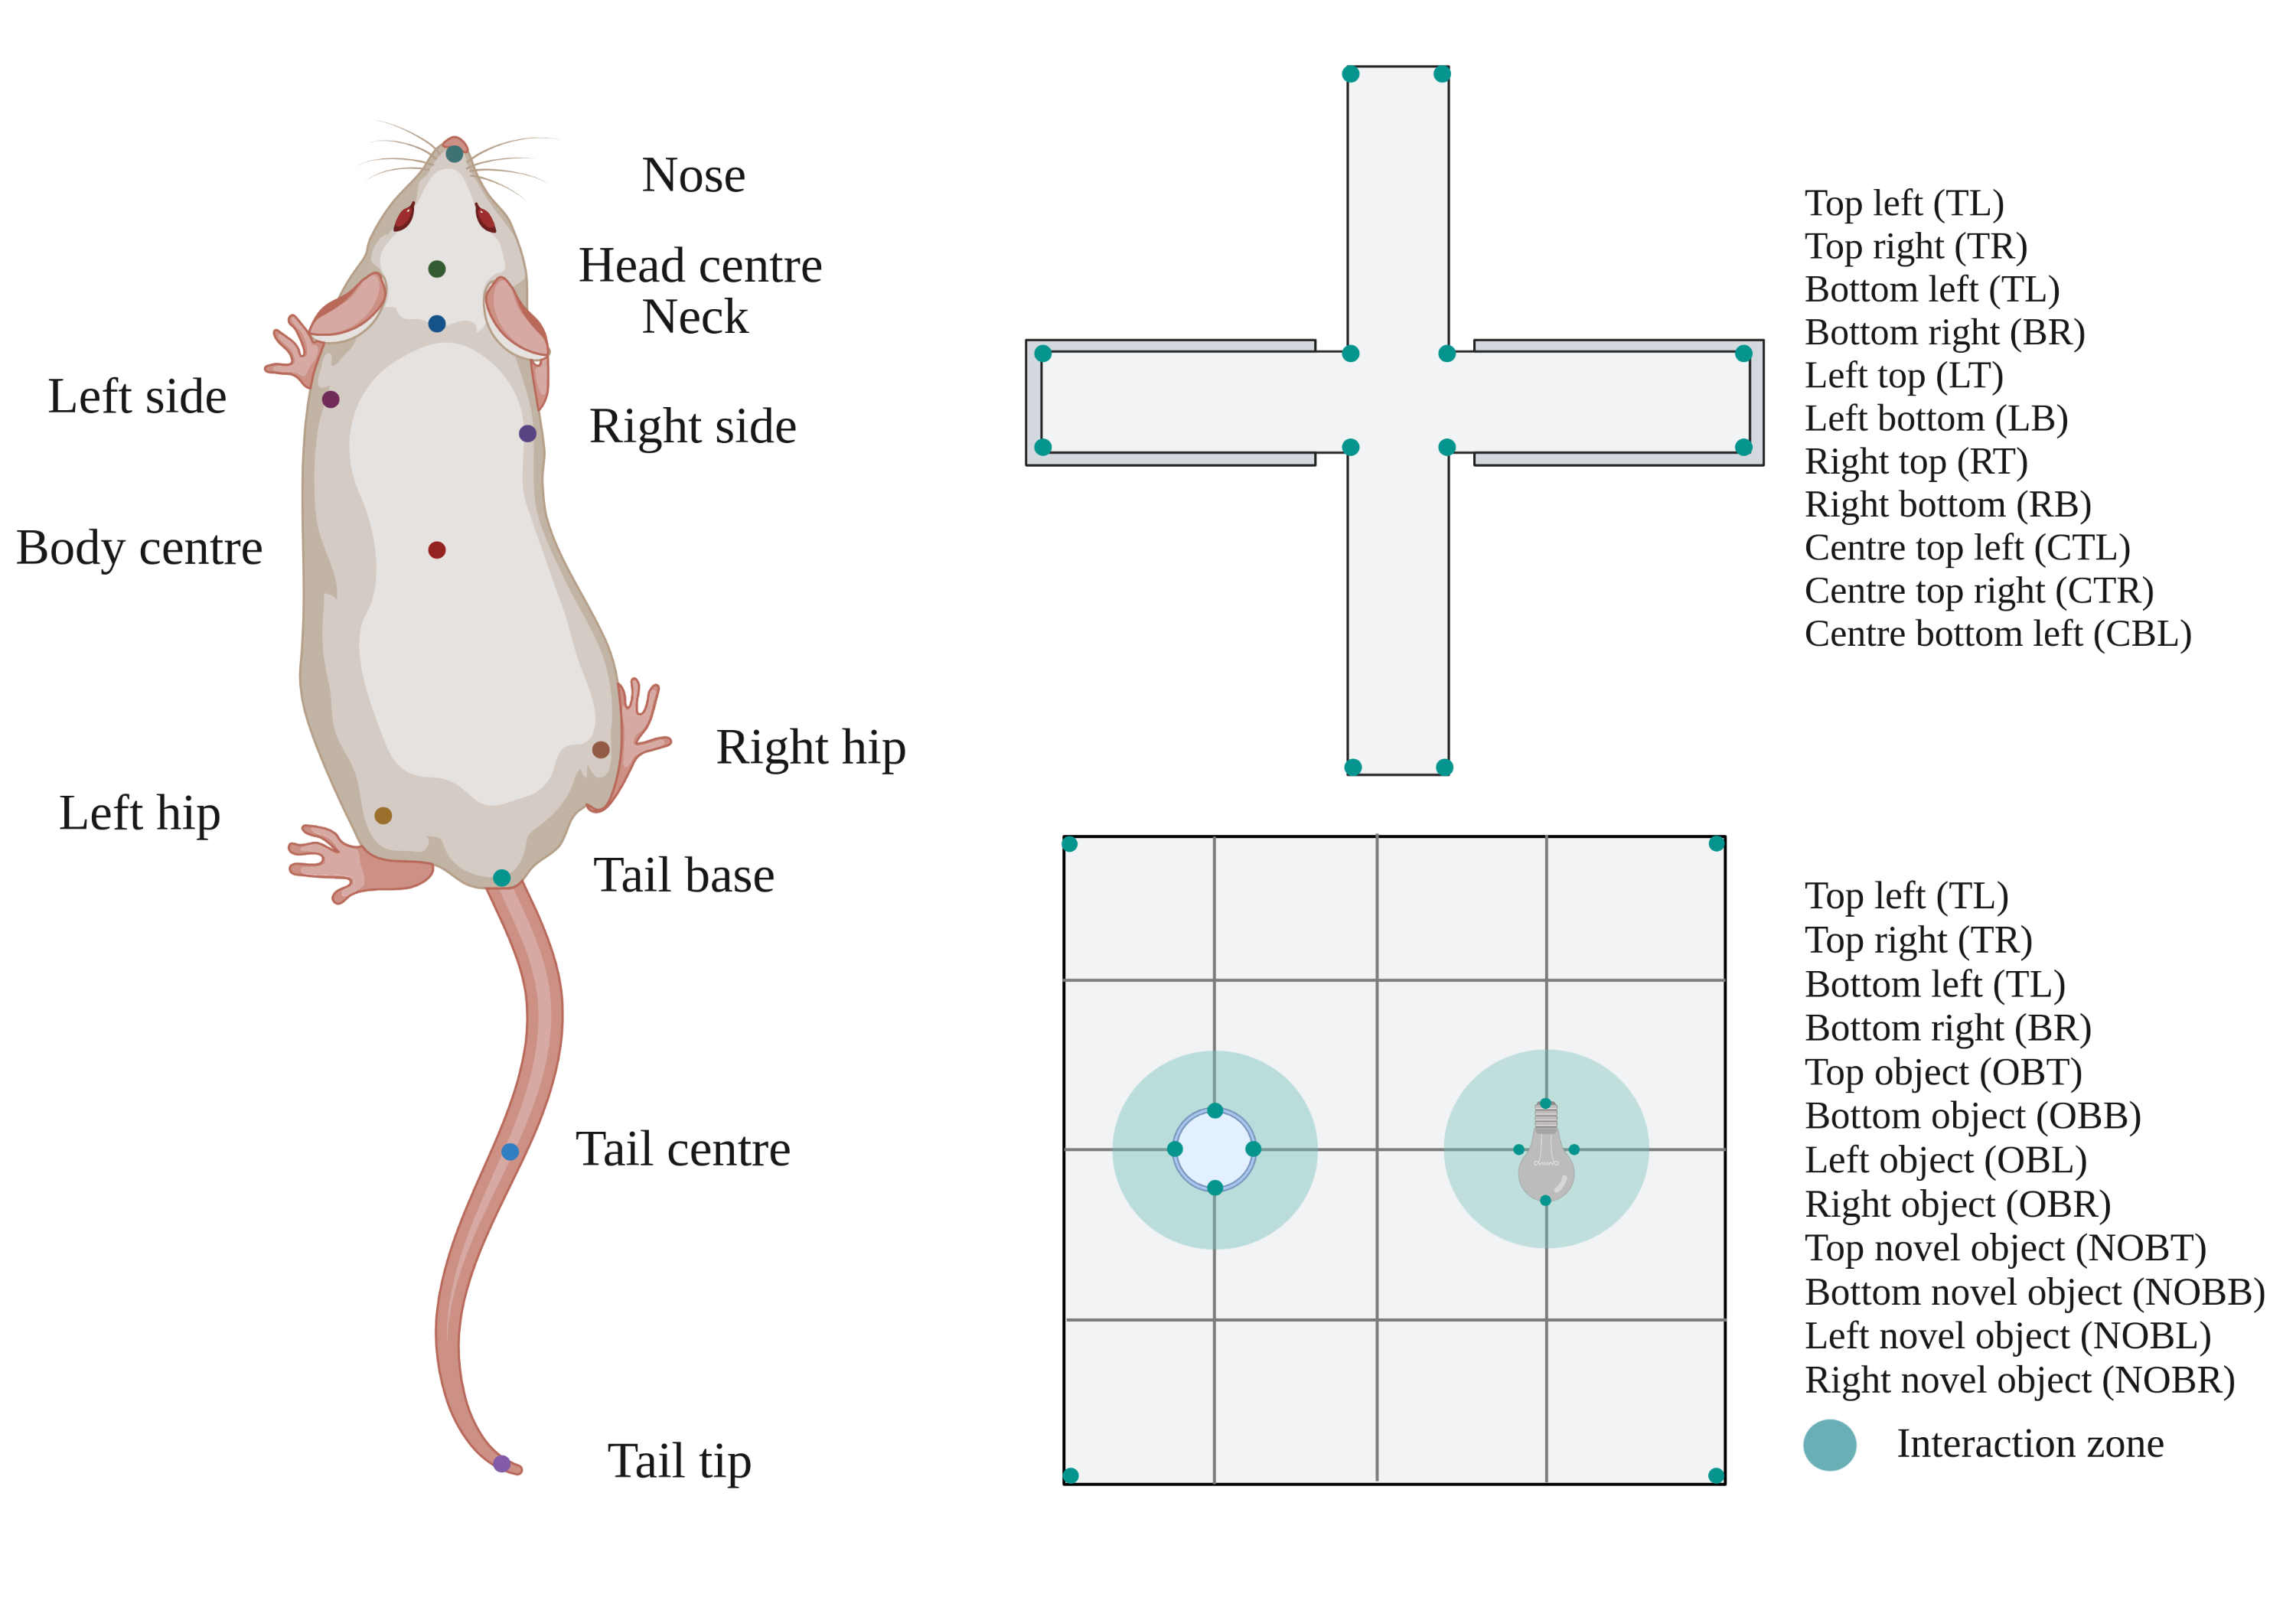 Nose
Head centre
Neck
Left side
Right side
Body centre
Right hip
Left hip
Tail base
Tail centre
Tail tip
Top left (TL)
Top right (TR)
Bottom left (TL)
Bottom right (BR)
Left top (LT)
Left bottom (LB)
Right top (RT)
Right bottom (RB)
Centre top left (CTL)
Centre top right (CTR)
Centre bottom left (CBL)
Top left (TL)
Top right (TR)
Bottom left (TL)
Bottom right (BR)
Top object (OBT)
Bottom object (OBB)
Left object (OBL)
Right object (OBR)
Top novel object (NOBT)
Bottom novel object (NOBB)
Left novel object (NOBL)
Right novel object (NOBR)
Interaction zone